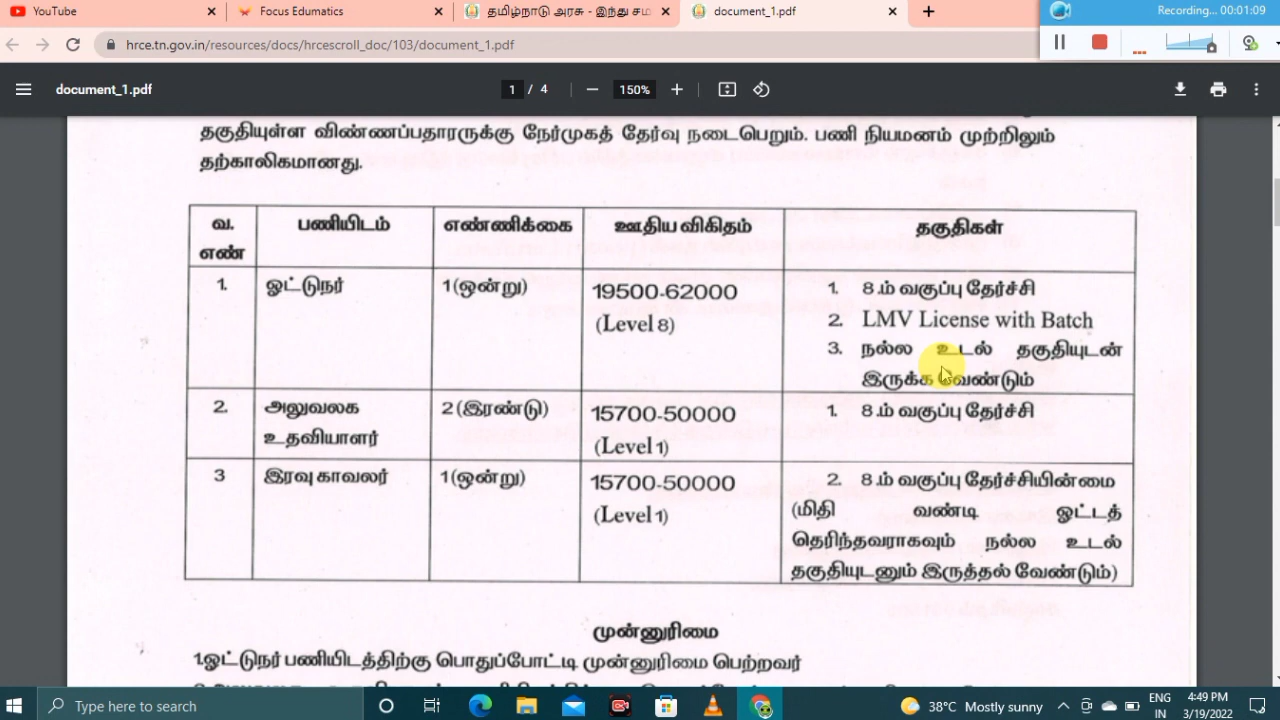 YouTube
Focus Edumatics
தமிழ்நாடு அரசு - இந்து சம
document_1.pdf
Recording... 00:01:09
hrce.tn.gov.in/resources/docs/hrcescroll_doc/103/document_1.pdf
document_1.pdf
1 / 4
150%
தகுதியுள்ள விண்ணப்பதாரருக்கு நேர்முகத் தேர்வு நடைபெறும். பணி நியமனம் முற்றிலும்
தற்காலிகமானது.
வ. எண் பணியிடம் எண்ணிக்கை ஊதிய விகிதம் தகுதிகள்
1. ஓட்டுநர் 1(ஒன்று) 19500-62000 1. 8.ம் வகுப்பு தேர்ச்சி
(Level 8) 2. LMV License with Batch
3. நல்ல உடல் தகுதியுடன்
இருக்க வேண்டும்
2. அலுவலக 2(இரண்டு) 15700-50000 1. 8.ம் வகுப்பு தேர்ச்சி
உதவியாளர் (Level 1)
3 இரவு காவலர் 1(ஒன்று) 15700-50000 2. 8.ம் வகுப்பு தேர்ச்சியின்மை
(Level 1) (மிதி வண்டி ஓட்டத்
தெரிந்தவராகவும் நல்ல உடல்
தகுதியுடனும் இருத்தல் வேண்டும்)
முன்னுரிமை
1.ஓட்டுநர் பணியிடத்திற்கு பொதுப்போட்டி முன்னுரிமை பெற்றவர்
Type here to search
38°C Mostly sunny
ENG
IN
4:49 PM
3/19/2022